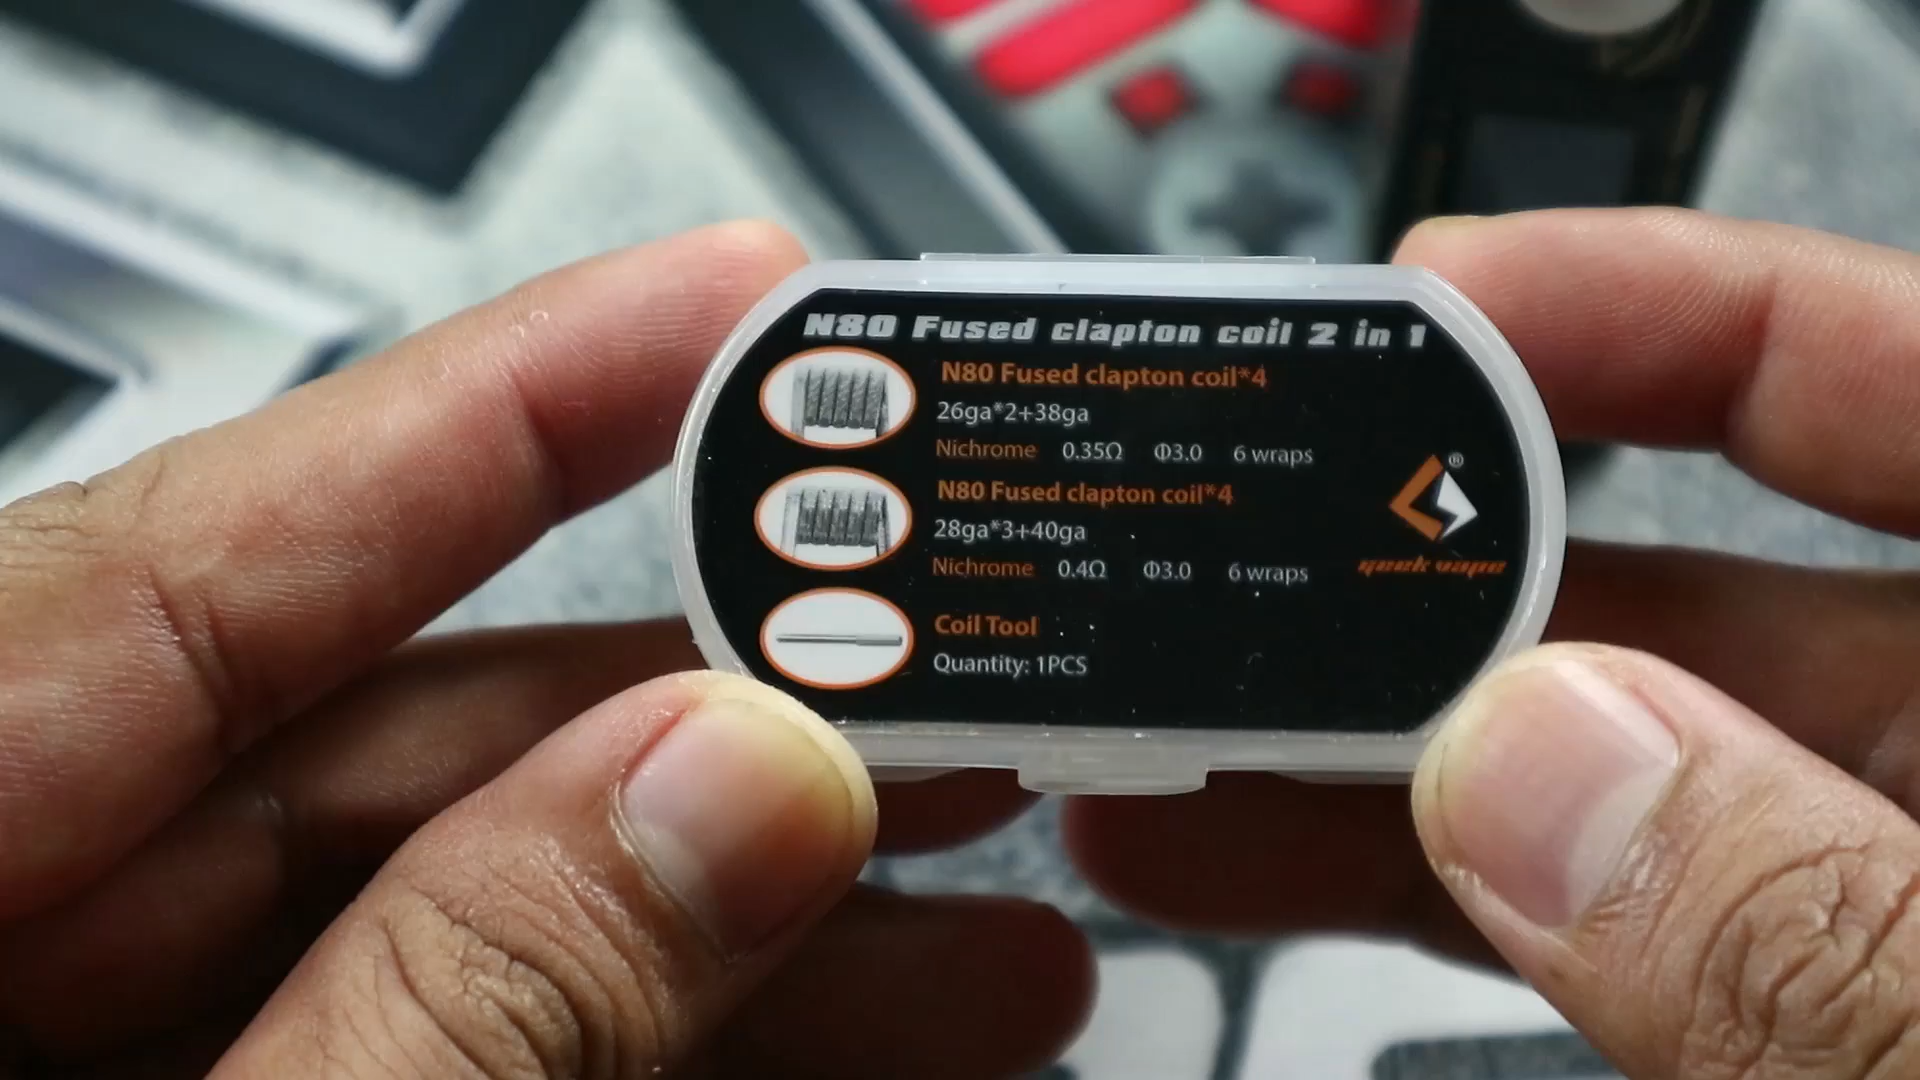 N80 Fused clapton coil 2 in 1
N80 Fused clapton coil*4
26ga*2+38ga
Nichrome 0.35Ω Φ3.0 6 wraps
N80 Fused clapton coil*4
28ga*3+40ga
Nichrome 0.4Ω Φ3.0 6 wraps
®
geek vape
Coil Tool
Quantity: 1PCS